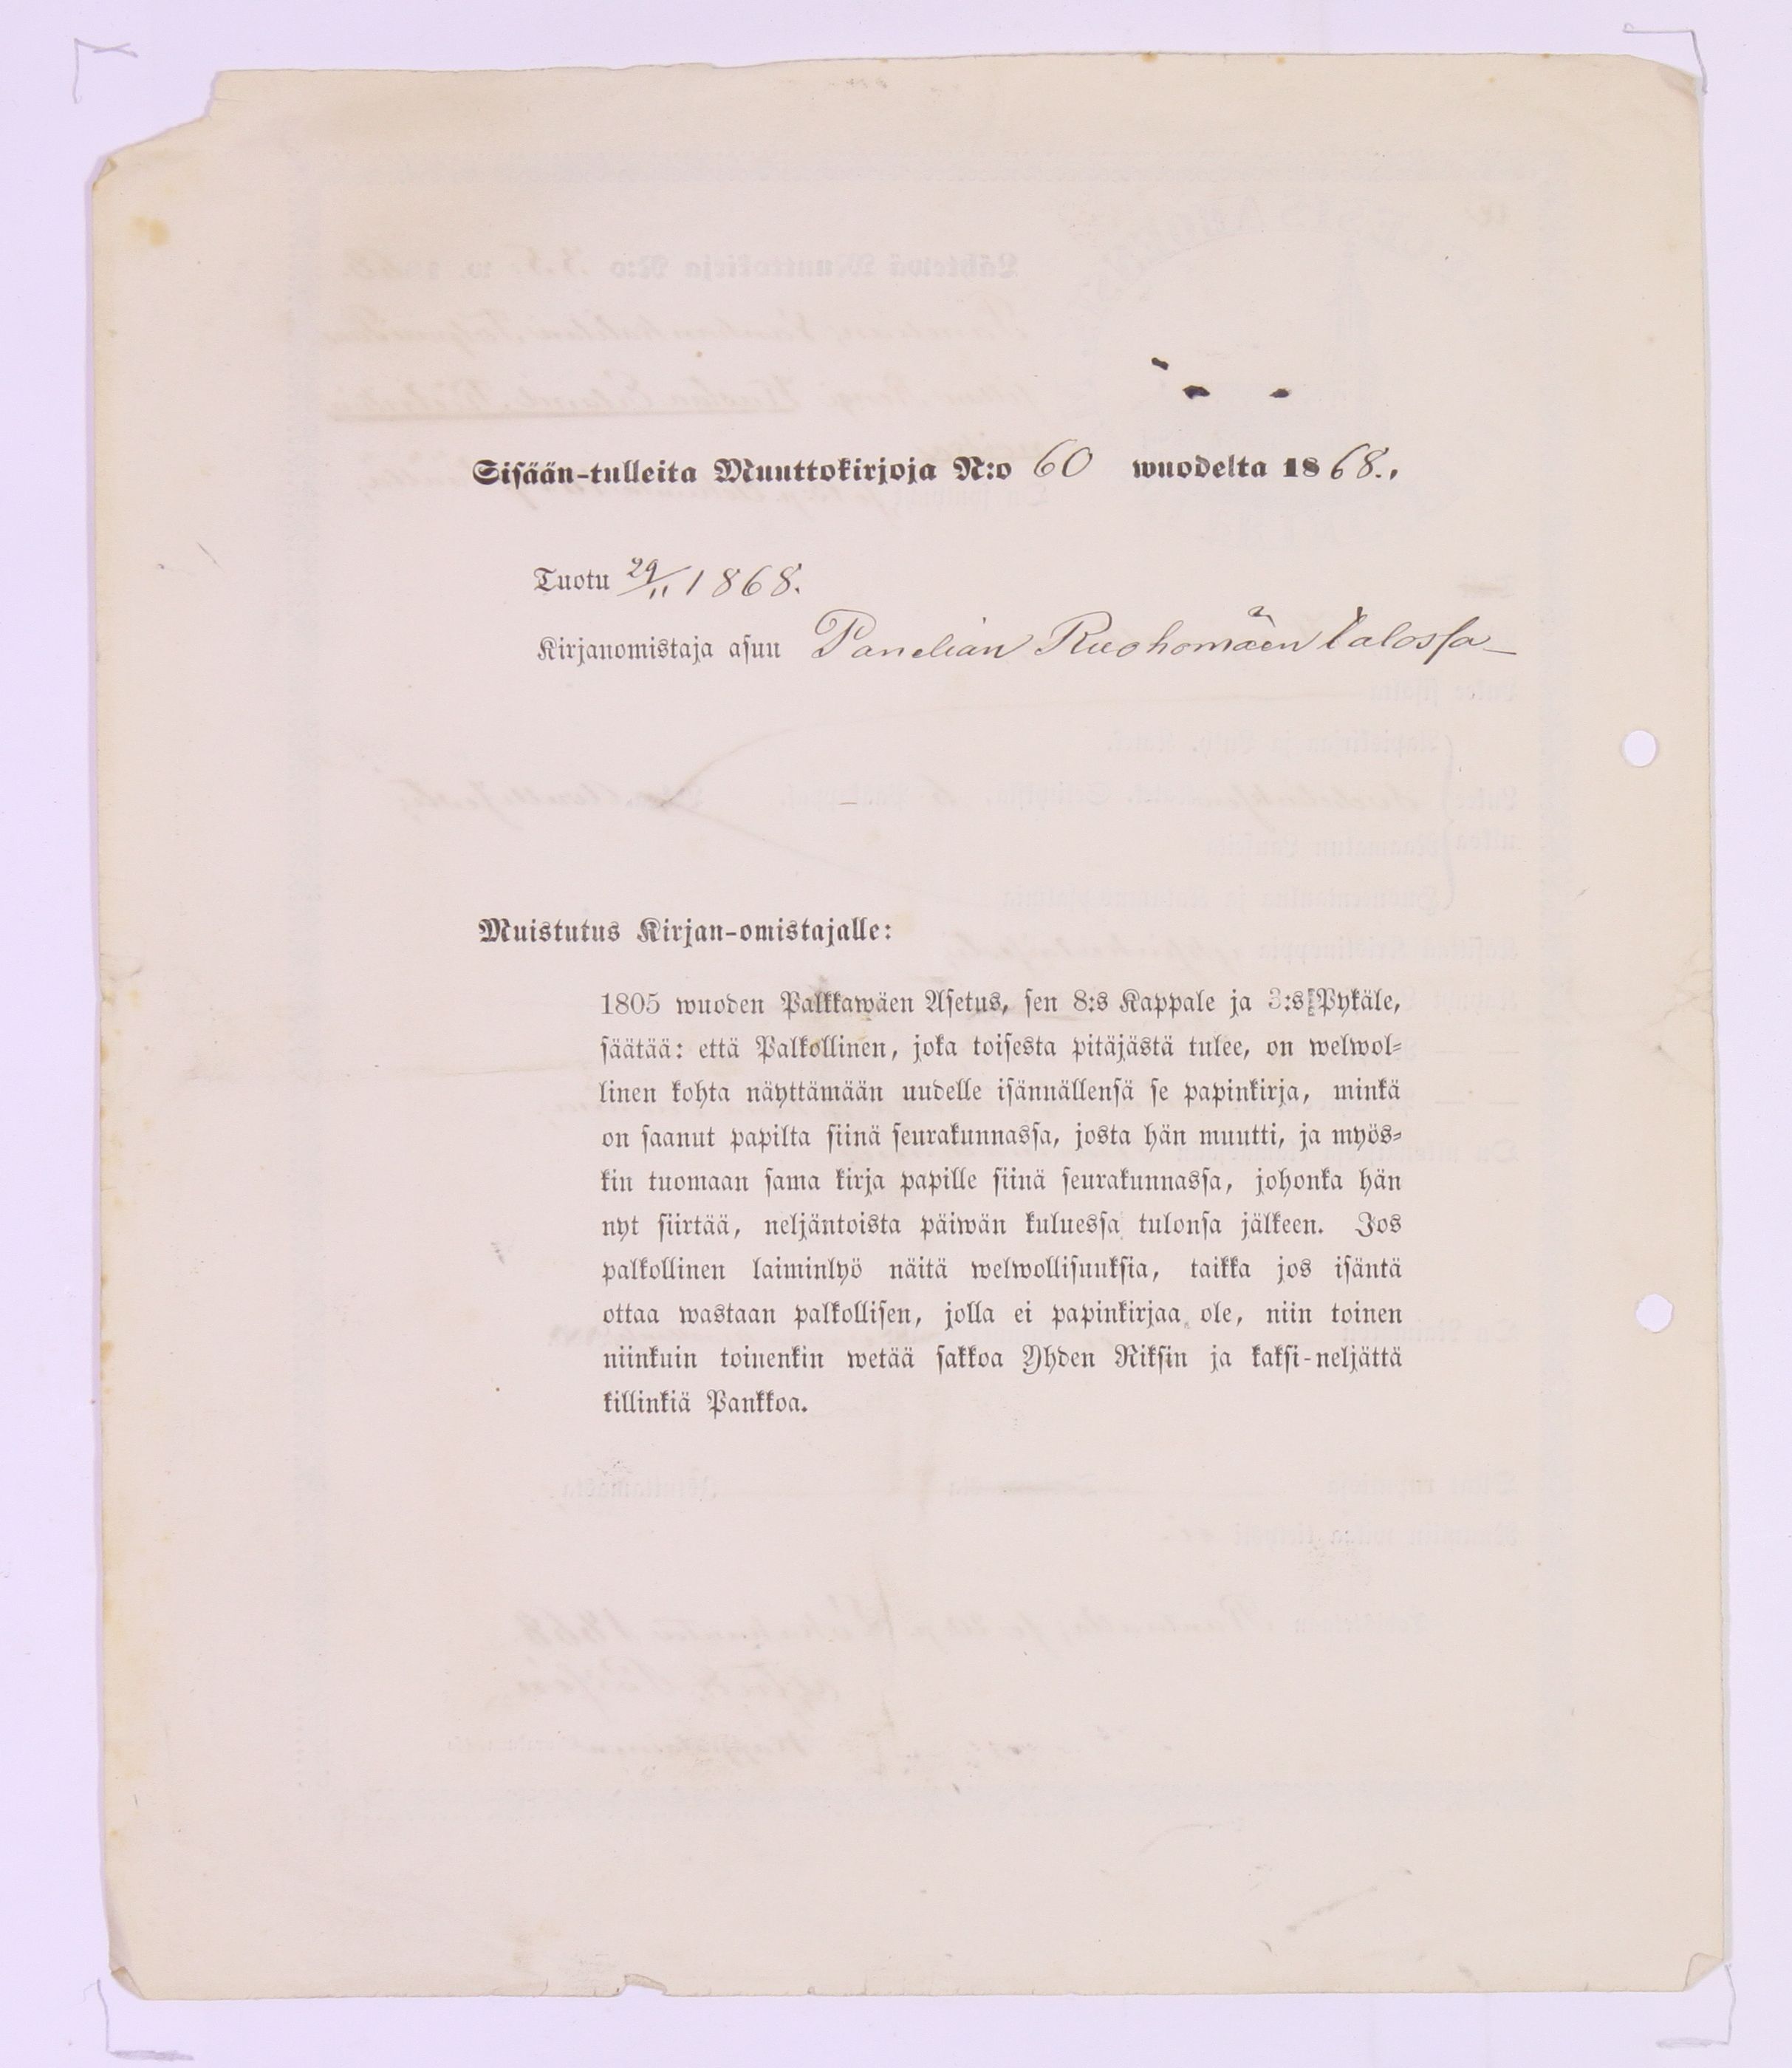 Sisään-tulleita Muuttokirjoja N:o 60 wuodelta 1868.
Tuotu 29/11 1868.
Kirjanomistaja asuu Panelian Ruohomäen talossa
Muistutus Kirjan-omistajalle:
1805 wuoden Palkkawäen Asetus, sen 8:s Kappale ja 3:s Pykäle,
säätää: että Palkollinen, joka toisesta pitäjästä tulee, on welwol-
linen kohta näyttämään uudelle isännällensä se papinkirja, minkä
on saanut papilta siinä seurakunnassa, josta hän muutti, ja myös-
kin tuomaan sama kirja papille siinä seurakunnassa, johonka hän
nyt siirtää, neljäntoista päiwän kuluessa tulonsa jälkeen. Jos
palkollinen laiminlyö näitä welwollisuuksia, taikka jos isäntä
ottaa wastaan palkollisen, jolla ei papinkirjaa ole, niin toinen
niinkuin toinenkin wetää sakkoa Yhden Riksin ja kaksi-neljättä
killinkiä Pankkoa.